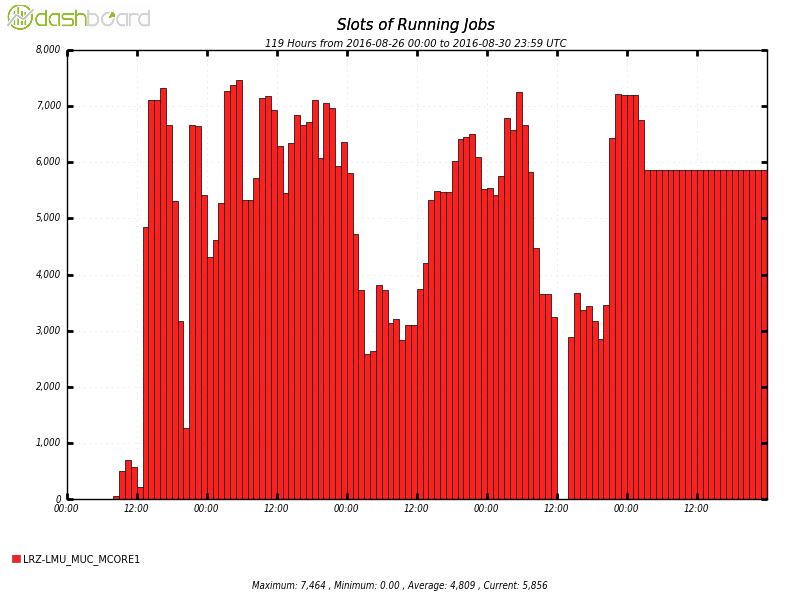 dashboard
Slots of Running Jobs
119 Hours from 2016-08-26 00:00 to 2016-08-30 23:59 UTC
8,000
7,000
6,000
5,000
4,000
3,000
2,000
1,000
0
00:00 12:00 00:00 12:00 00:00 12:00 00:00 12:00 00:00 12:00
LRZ-LMU_MUC_MCORE1
Maximum: 7,464 , Minimum: 0.00 , Average: 4,809 , Current: 5,856